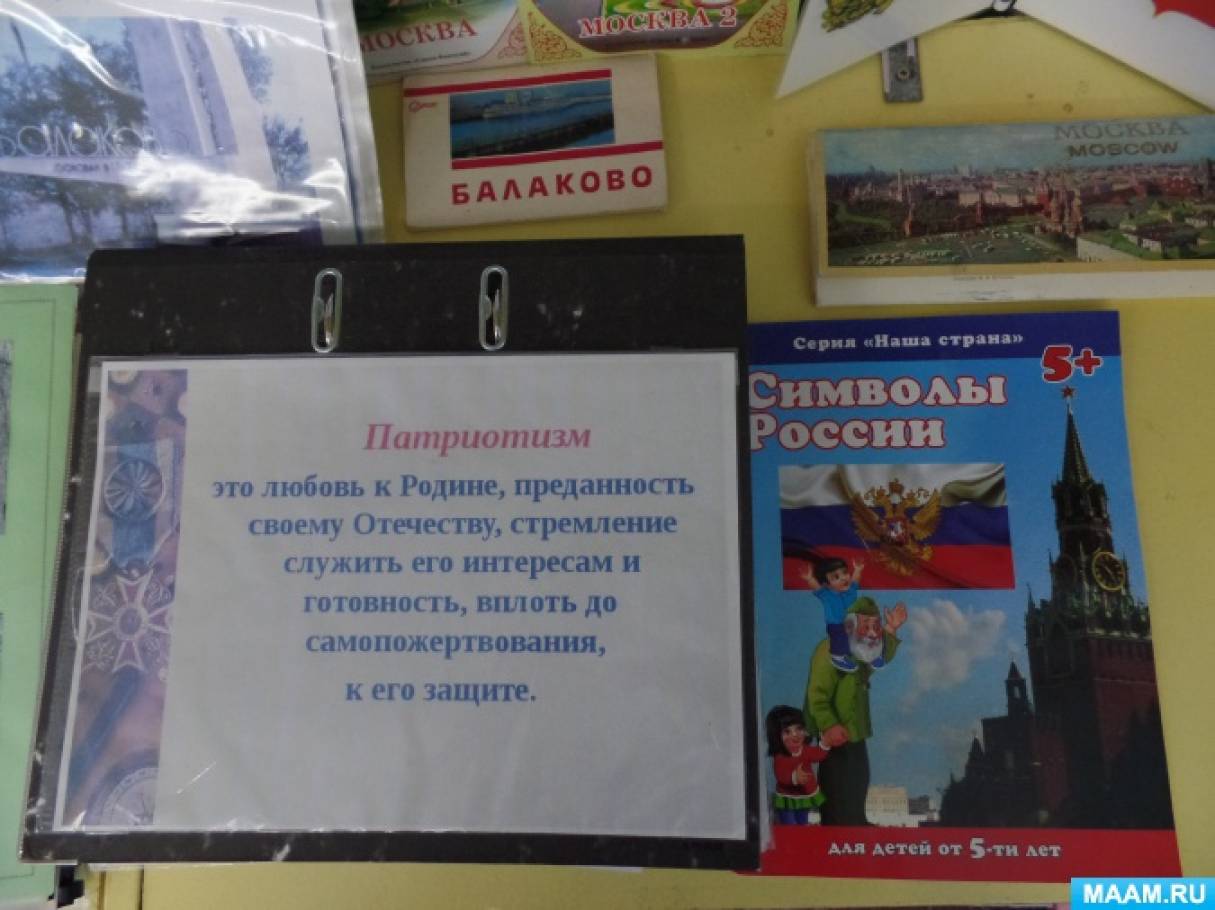 МОСКВА
МОСКВА 2
БАЛАКОВО
МОСКВА
MOSCOW
Патриотизм
это любовь к Родине, преданность
своему Отечеству, стремление
служить его интересам и
готовность, вплоть до
самопожертвования,
к его защите.
Серия «Наша страна»
5+
Символы
России
для детей от 5-ти лет
MAAM.RU